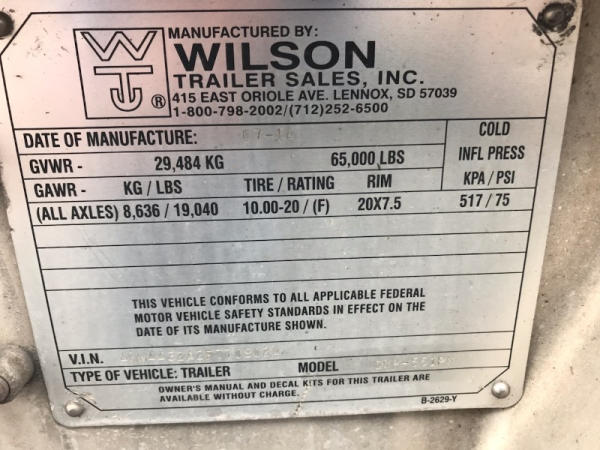 MANUFACTURED BY:
WILSON
TRAILER SALES, INC.
415 EAST ORIOLE AVE. LENNOX, SD 57039
1-800-798-2002/(712)252-6500
WT ®
DATE OF MANUFACTURE:
GVWR - 29,484 KG 65,000 LBS
COLD
INFL PRESS
KPA / PSI
GAWR - KG / LBS TIRE / RATING RIM
(ALL AXLES) 8,636 / 19,040 10.00-20 / (F) 20X7.5 517 / 75
THIS VEHICLE CONFORMS TO ALL APPLICABLE FEDERAL
MOTOR VEHICLE SAFETY STANDARDS IN EFFECT ON THE
DATE OF ITS MANUFACTURE SHOWN.
V.I.N.
TYPE OF VEHICLE: TRAILER MODEL
OWNER'S MANUAL AND DECAL KITS FOR THIS TRAILER ARE
AVAILABLE WITHOUT CHARGE.
B-2629-Y